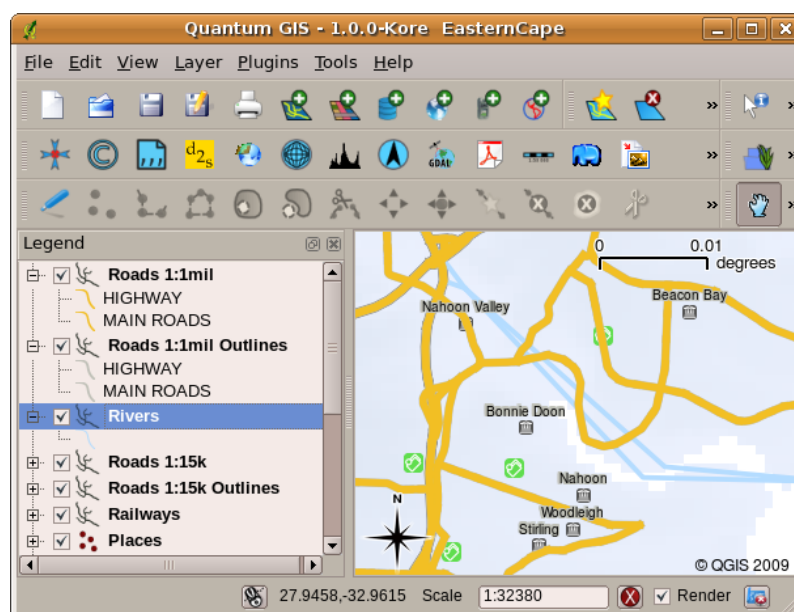 Quantum GIS - 1.0.0-Kore EasternCape
File Edit View Layer Plugins Tools Help
d2s
GDAL
Legend
Roads 1:1mil
HIGHWAY
MAIN ROADS
Roads 1:1mil Outlines
HIGHWAY
MAIN ROADS
Rivers
Roads 1:15k
Roads 1:15k Outlines
Railways
Places
0 0.01
degrees
Beacon Bay
Nahoon Valley
Bonnie Doon
Nahoon
Woodleigh
Stirling
N
© QGIS 2009
27.9458,-32.9615 Scale 1:32380 Render